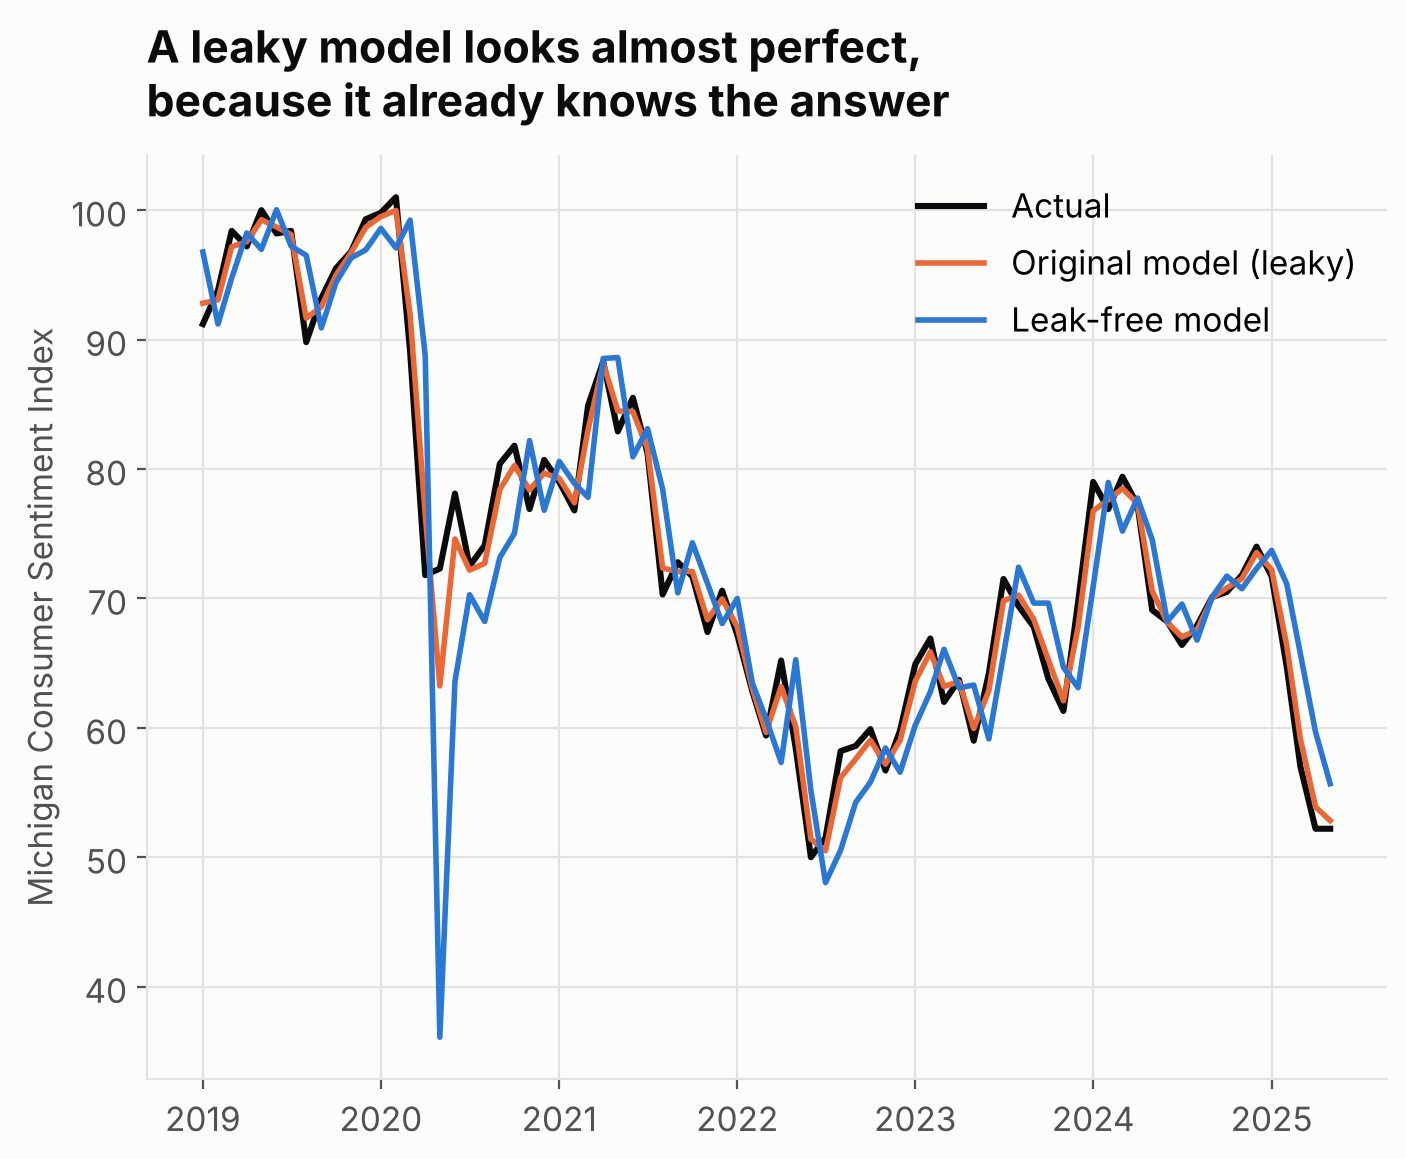 A leaky model looks almost perfect,
because it already knows the answer
Actual
Original model (leaky)
Leak-free model
Michigan Consumer Sentiment Index
100
90
80
70
60
50
40
2019 2020 2021 2022 2023 2024 2025